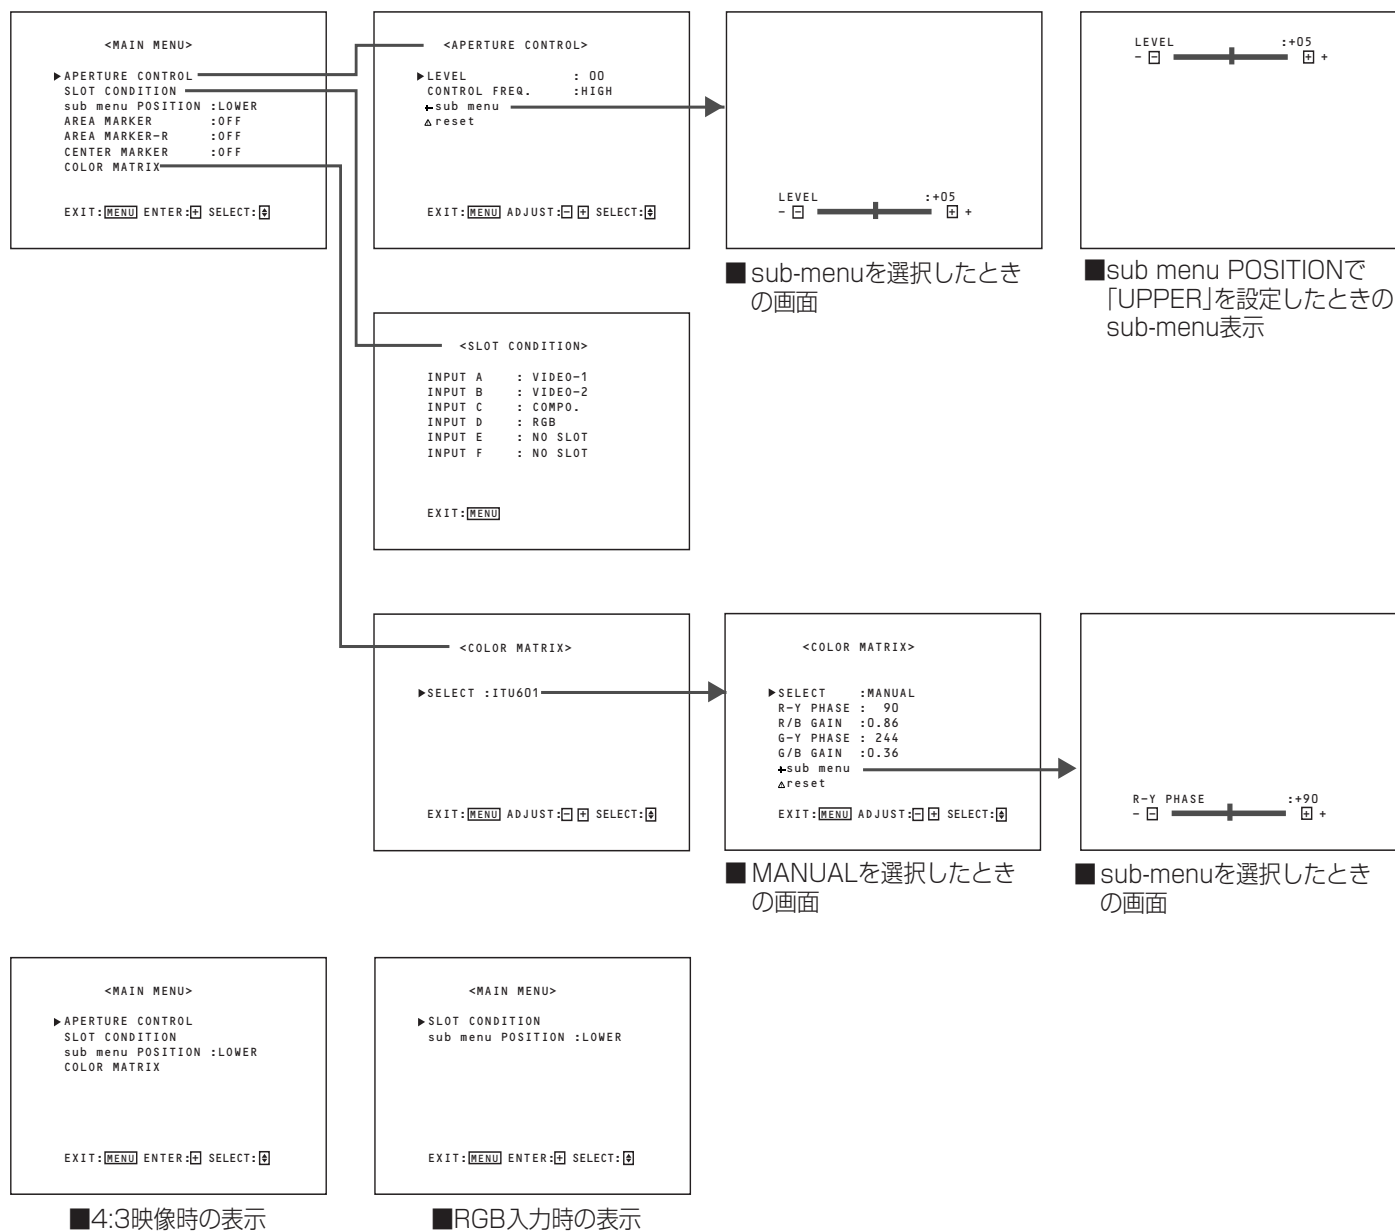 <MAIN MENU>
▶APERTURE CONTROL
SLOT CONDITION
sub menu POSITION :LOWER
AREA MARKER :OFF
AREA MARKER-R :OFF
CENTER MARKER :OFF
COLOR MATRIX
EXIT:MENU ENTER:+ SELECT:
<APERTURE CONTROL>
▶LEVEL : 00
CONTROL FREQ. :HIGH
+sub menu
△reset
EXIT:MENU ADJUST:- + SELECT:
LEVEL :+05
- - + +
■sub-menuを選択したとき
の画面
LEVEL :+05
- - + +
■sub menu POSITIONで
「UPPER」を設定したときの
sub-menu表示
<SLOT CONDITION>
INPUT A : VIDEO-1
INPUT B : VIDEO-2
INPUT C : COMPO.
INPUT D : RGB
INPUT E : NO SLOT
INPUT F : NO SLOT
EXIT:MENU
<COLOR MATRIX>
▶SELECT :ITU601
EXIT:MENU ADJUST:- + SELECT:
<COLOR MATRIX>
▶SELECT :MANUAL
R-Y PHASE : 90
R/B GAIN :0.86
G-Y PHASE : 244
G/B GAIN :0.36
+sub menu
△reset
EXIT:MENU ADJUST:- + SELECT:
■MANUALを選択したとき
の画面
R-Y PHASE :+90
- - + +
■sub-menuを選択したとき
の画面
<MAIN MENU>
▶APERTURE CONTROL
SLOT CONDITION
sub menu POSITION :LOWER
COLOR MATRIX
EXIT:MENU ENTER:+ SELECT:
■4:3映像時の表示
<MAIN MENU>
▶SLOT CONDITION
sub menu POSITION :LOWER
EXIT:MENU ENTER:+ SELECT:
■RGB入力時の表示